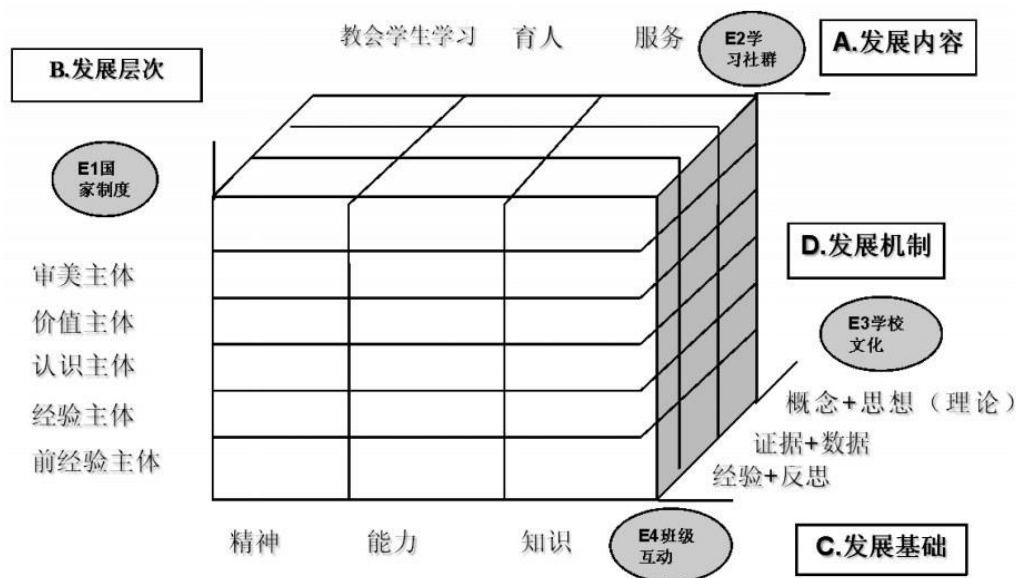 教会学生学习 育人 服务
E2学
习社群
A.发展内容
B.发展层次
E1国
家制度
审美主体
价值主体
认识主体
经验主体
前经验主体
D.发展机制
E3学校
文化
概念+思想（理论）
证据+数据
经验+反思
精神 能力 知识
E4班级
互动
C.发展基础